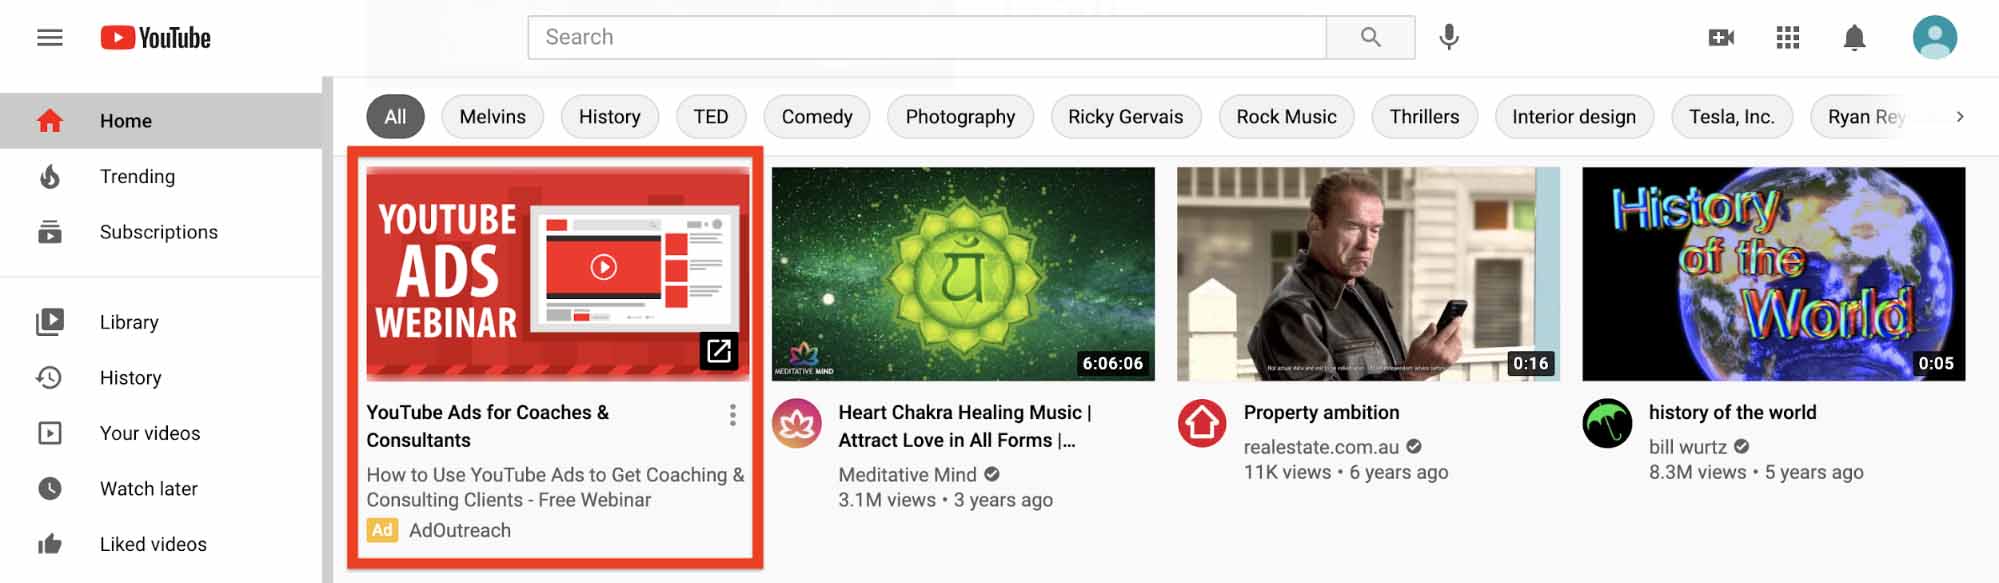 YouTube
Search
Home
Trending
Subscriptions
Library
History
Your videos
Watch later
Liked videos
All
Melvins
History
TED
Comedy
Photography
Ricky Gervais
Rock Music
Thrillers
Interior design
Tesla, Inc.
Ryan Rey
YOUTUBE
ADS
WEBINAR
YouTube Ads for Coaches &
Consultants
How to Use YouTube Ads to Get Coaching &
Consulting Clients - Free Webinar
Ad AdOutreach
यं
MEDITATIVE MIND
6:06:06
Heart Chakra Healing Music |
Attract Love in All Forms |...
Meditative Mind
3.1M views • 3 years ago
0:16
Property ambition
realestate.com.au
11K views • 6 years ago
History
of the
World
0:05
history of the world
bill wurtz
8.3M views • 5 years ago